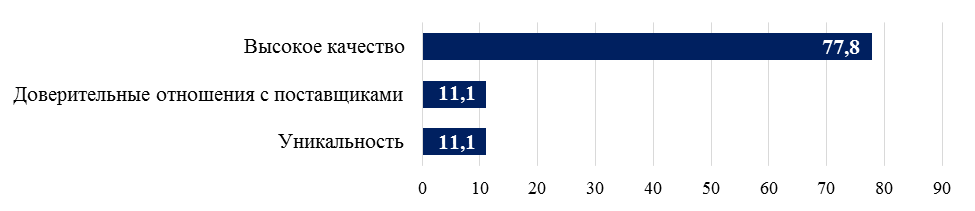 Высокое качество
77,8
Доверительные отношения с поставщиками
11,1
Уникальность
11,1
0 10 20 30 40 50 60 70 80 90